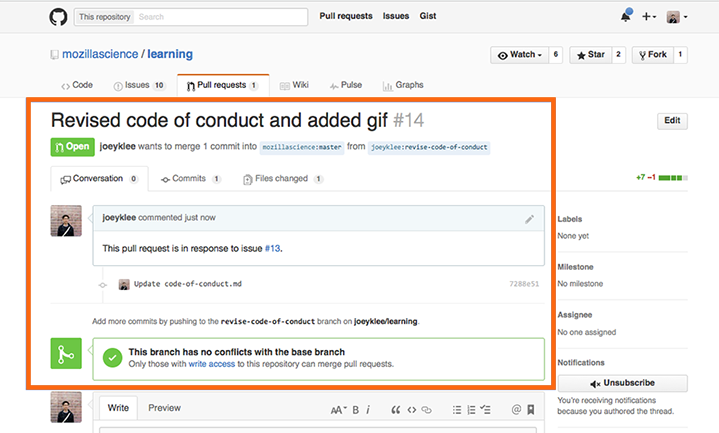 This repository Search
Pull requests Issues Gist
mozillascience / learning
Watch 6 Star 2 Fork 1
Code Issues 10 Pull requests 1 Wiki Pulse Graphs
Revised code of conduct and added gif #14
Edit
Open joeyklee wants to merge 1 commit into mozillascience:master from joeyklee:revise-code-of-conduct
Conversation 0 Commits 1 Files changed 1
+7 −1
joeyklee commented just now
This pull request is in response to issue #13.
Update code-of-conduct.md 7288e51
Add more commits by pushing to the revise-code-of-conduct branch on joeyklee/learning.
This branch has no conflicts with the base branch
Only those with write access to this repository can merge pull requests.
Labels
None yet
Milestone
No milestone
Assignee
No one assigned
Notifications
Unsubscribe
You're receiving notifications
because you authored the thread.
Write Preview
AA B i